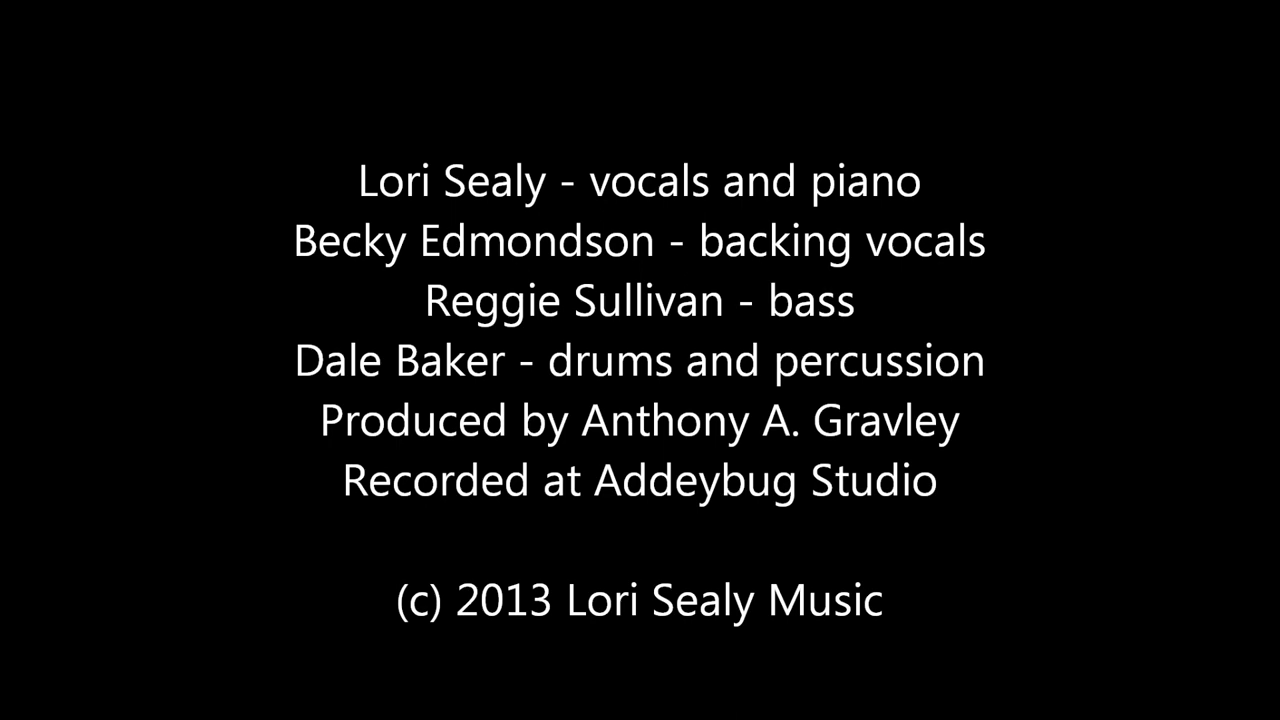 Lori Sealy - vocals and piano
Becky Edmondson - backing vocals
Reggie Sullivan - bass
Dale Baker - drums and percussion
Produced by Anthony A. Gravley
Recorded at Addeybug Studio
(c) 2013 Lori Sealy Music